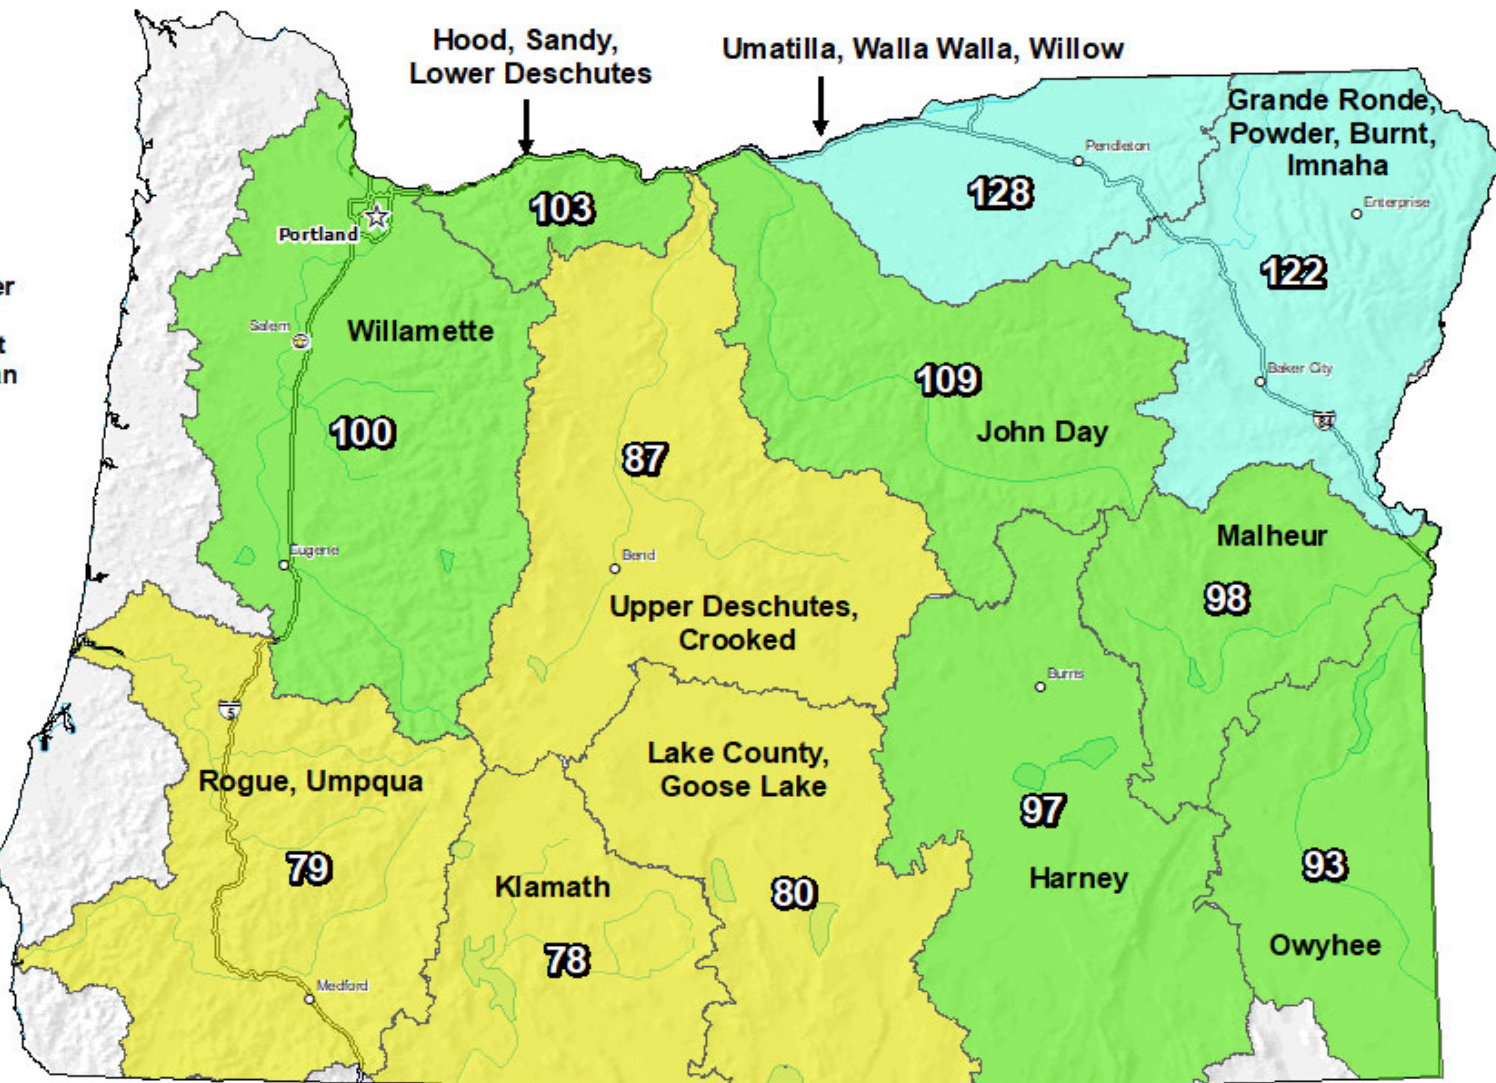 Hood, Sandy,
Lower Deschutes
Umatilla, Walla Walla, Willow
Grande Ronde,
Powder, Burnt,
Imnaha
Pendleton
128
Enterprise
103
Portland
122
er
Salem
Willamette
t
an
109
Baker City
84
John Day
100
87
Malheur
Eugene
Bend
98
Upper Deschutes,
Crooked
Burns
5
Lake County,
Goose Lake
Rogue, Umpqua
97
79
93
Klamath
80
Harney
Owyhee
78
Medford